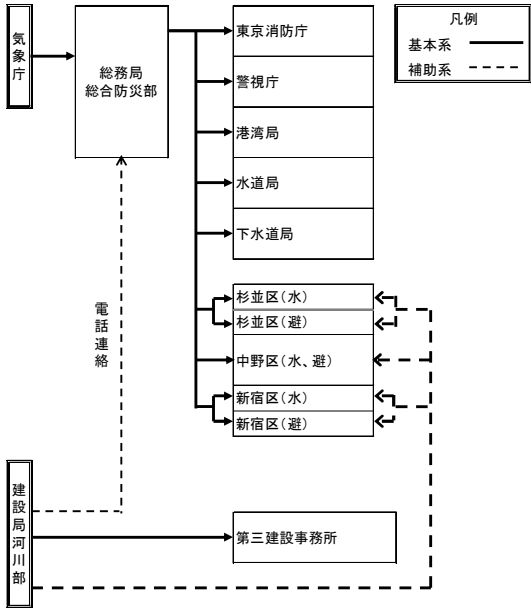 気象庁
総務局
総合防災部
東京消防庁
警視庁
港湾局
水道局
下水道局
凡例
基本系
補助系
杉並区(水)
杉並区(避)
中野区(水、避)
新宿区(水)
新宿区(避)
電話連絡
建設局河川部
第三建設事務所